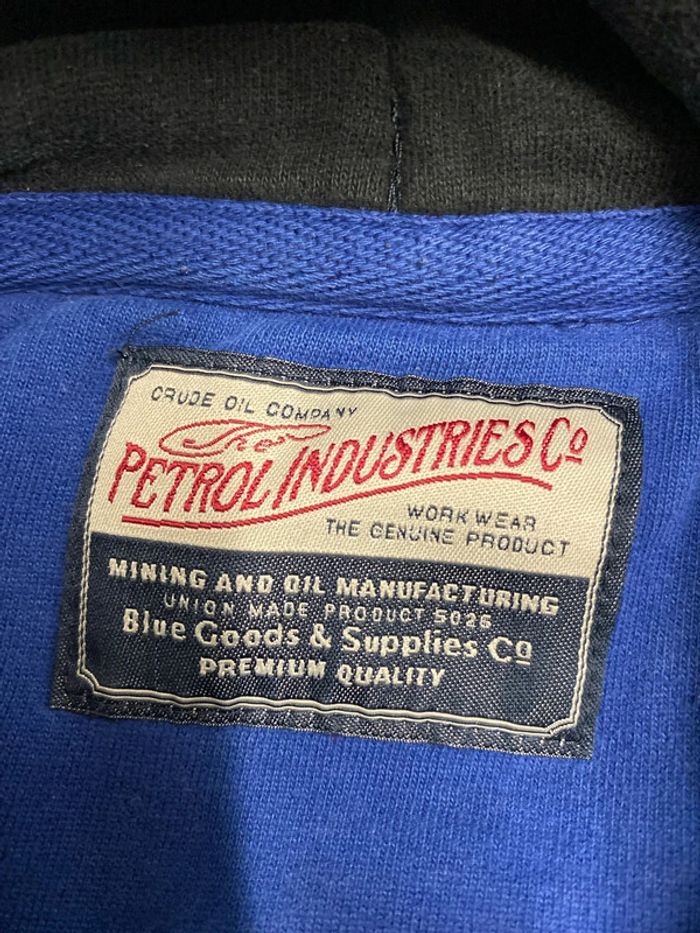 CRUDE OIL COMPANY
The
PETROL INDUSTRIES Co
WORKWEAR
THE GENUINE PRODUCT
MINING AND OIL MANUFACTURING
UNION MADE PRODUCT 5026
Blue Goods & Supplies Co
PREMIUM QUALITY